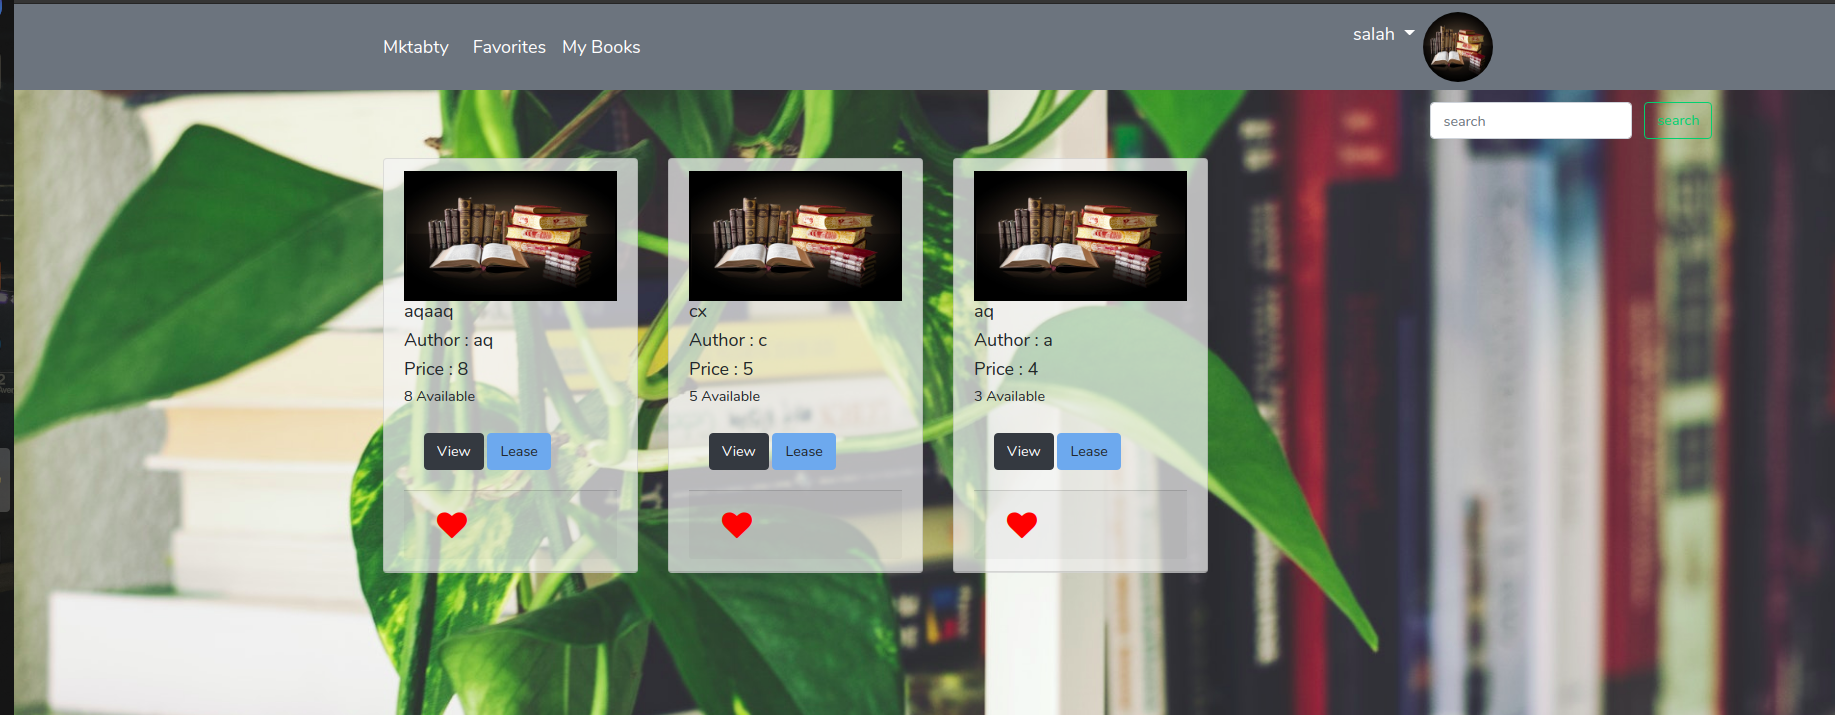 Mktabty Favorites My Books salah
search search
aqaaq
Author : aq
Price : 8
8 Available
View Lease
cx
Author : c
Price : 5
5 Available
View Lease
aq
Author : a
Price : 4
3 Available
View Lease